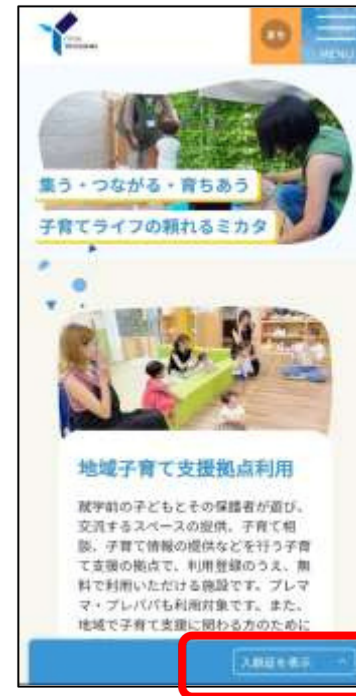 MENU
集う・つながる・育ちあう
子育てライフの頼れるミカタ
地域子育て支援拠点利用
就学前の子どもとその保護者が遊び、
交流するスペースの提供、子育て相
談、子育て情報の提供などを行う子育
て支援の拠点で、利用登録のうえ、無
料で利用いただける施設です。プレマ
マ・プレパパも利用対象です。また、
地域で子育て支援に関わる方のために
入館証を表示